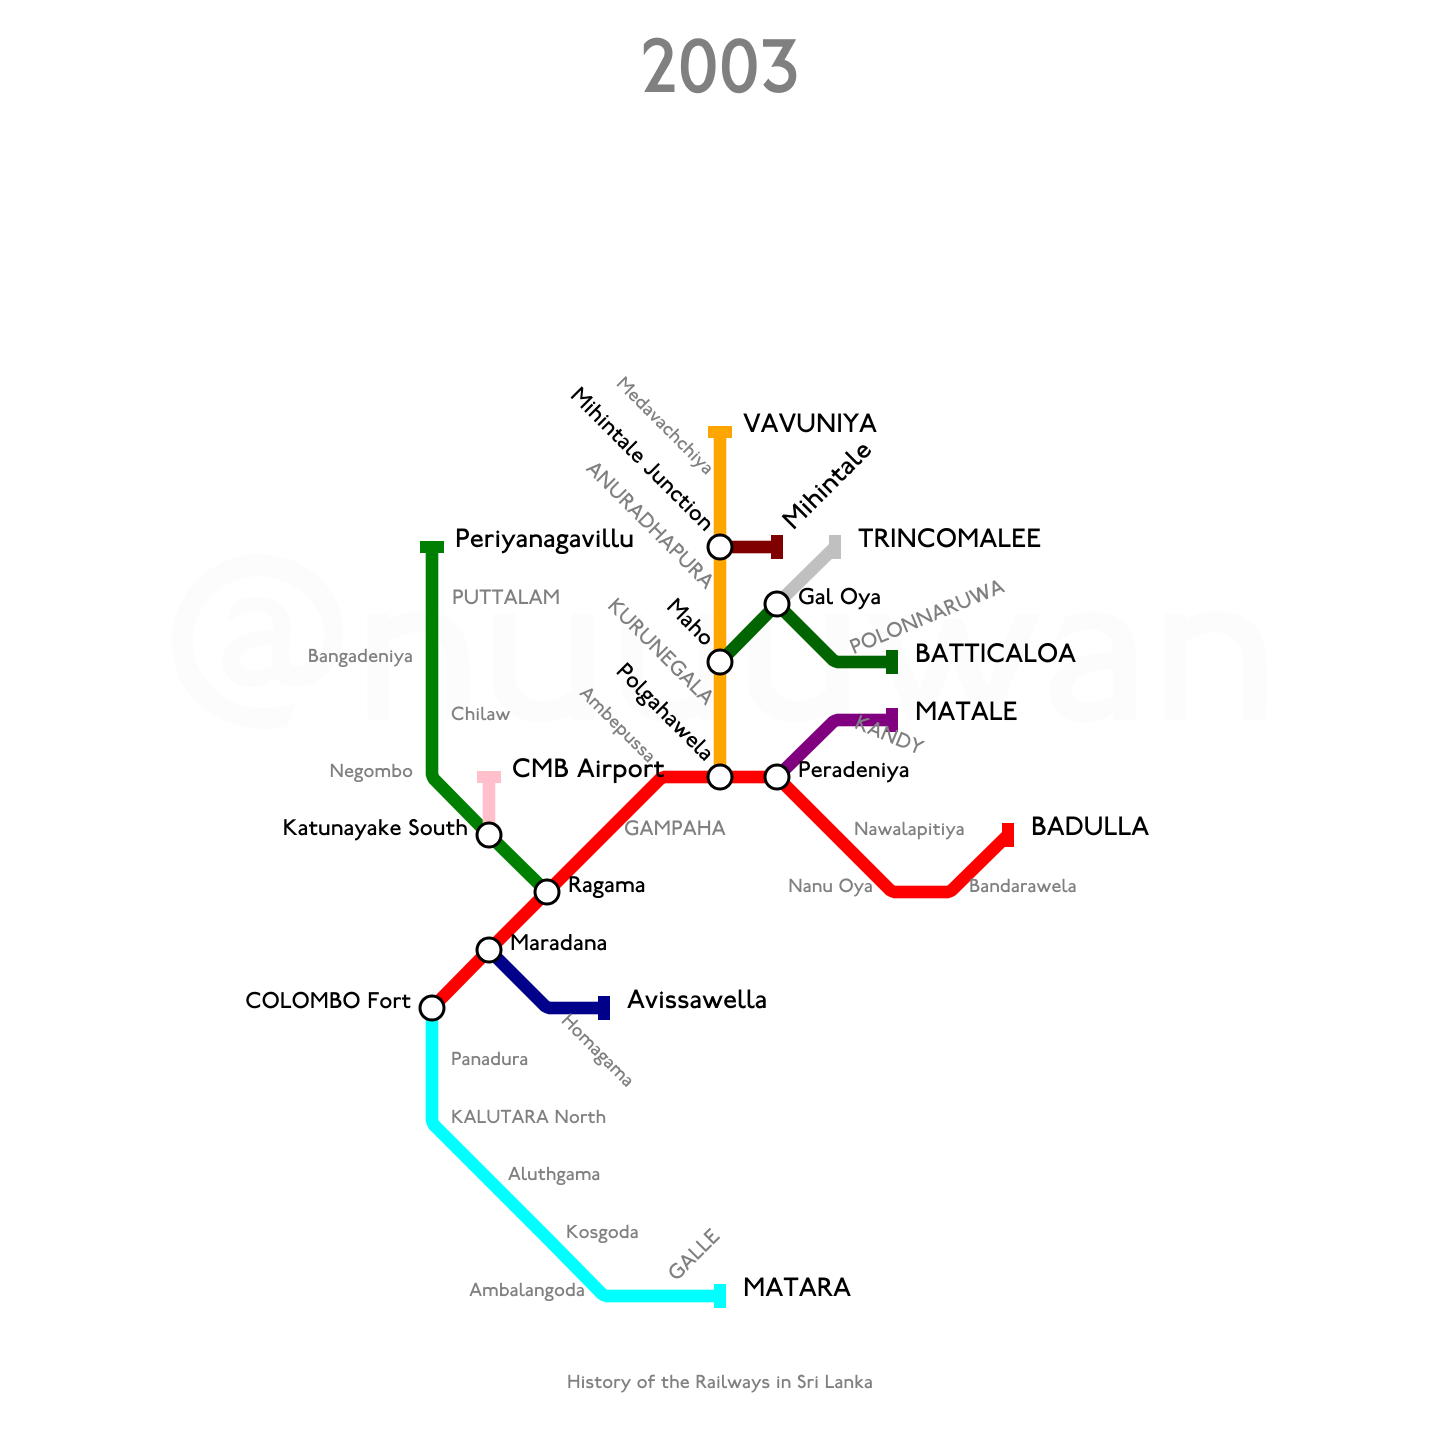 2003
Medavachchiya
VAVUNIYA
Mihintale Junction
Mihintale
ANURADHAPURA
Periyanagavillu
TRINCOMALEE
PUTTALAM
Gal Oya
Maho
KURUNEGALA
POLONNARUWA
Bangadeniya
BATTICALOA
Polgahawela
Ambepussa
Chilaw
MATALE
KANDY
Negombo
CMB Airport
Peradeniya
Katunayake South
GAMPAHA
Nawalapitiya
BADULLA
Ragama
Nanu Oya
Bandarawela
Maradana
COLOMBO Fort
Avissawella
Homagama
Panadura
KALUTARA North
Aluthgama
Kosgoda
GALLE
Ambalangoda
MATARA
History of the Railways in Sri Lanka